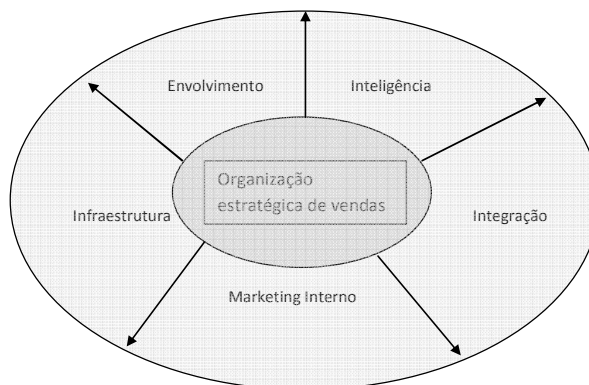 Envolvimento
Inteligência
Organização
estratégica de vendas
Infraestrutura
Integração
Marketing Interno